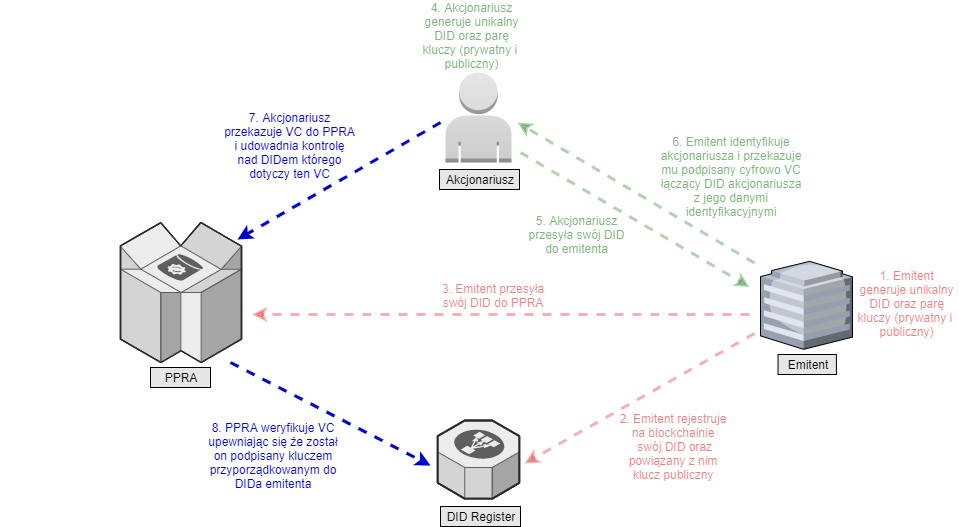 4. Akcjonariusz
generuje unikalny
DID oraz parę
kluczy (prywatny i
publiczny)
7. Akcjonariusz
przekazuje VC do PPRA
i udowadnia kontrolę
nad DIDem którego
dotyczy ten VC
6. Emitent identyfikuje
akcjonariusza i przekazuje
mu podpisany cyfrowo VC
łączący DID akcjonariusza
z jego danymi
identyfikacyjnymi
Akcjonariusz
5. Akcjonariusz
przesyła swój DID
do emitenta
3. Emitent przesyła
swój DID do PPRA
1. Emitent
generuje unikalny
DID oraz parę
kluczy (prywatny i
publiczny)
PPRA
Emitent
8. PPRA weryfikuje VC
upewniając się że został
on podpisany kluczem
przyporządkowanym do
DIDa emitenta
2. Emitent rejestruje
na blockchainie
swój DID oraz
powiązany z nim
klucz publiczny
DID Register